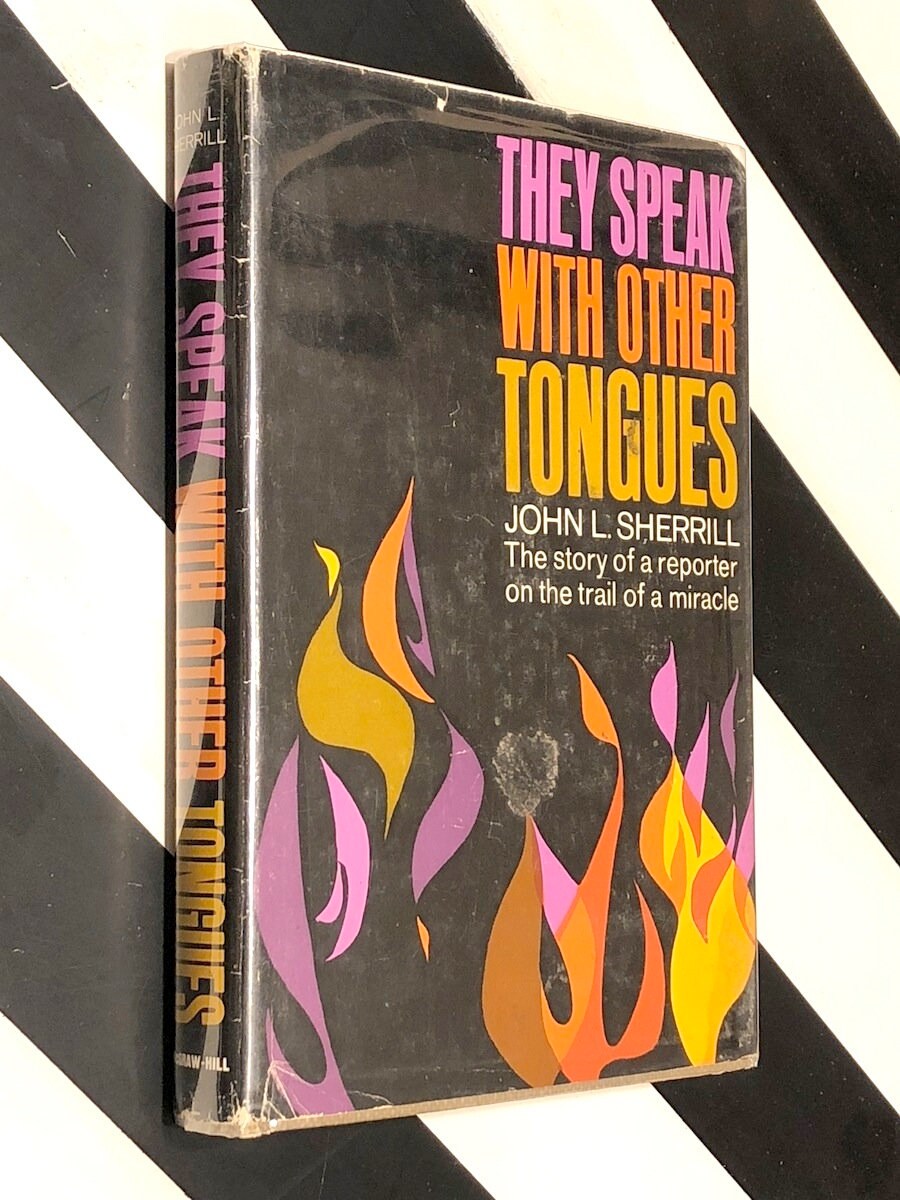 THEY SPEAK
WITH OTHER
TONGUES
JOHN L. SHERRILL
The story of a reporter
on the trail of a miracle
JOHN L.
SHERRILL
THEY SPEAK WITH OTHER TONGUES
McGRAW-HILL